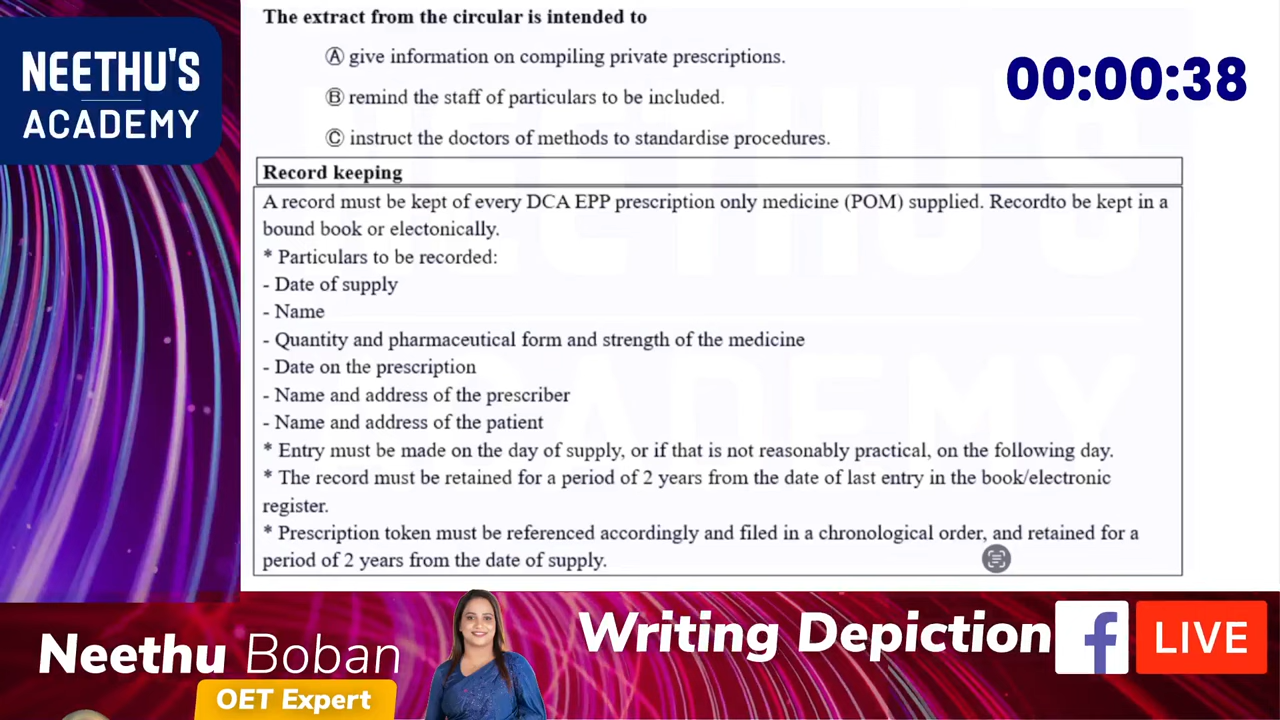 NEETHU'S
ACADEMY
The extract from the circular is intended to
Ⓐ give information on compiling private prescriptions.
Ⓑ remind the staff of particulars to be included.
Ⓒ instruct the doctors of methods to standardise procedures.
00:00:38
Record keeping
A record must be kept of every DCA EPP prescription only medicine (POM) supplied. Recordto be kept in a
bound book or electonically.
* Particulars to be recorded:
- Date of supply
- Name
- Quantity and pharmaceutical form and strength of the medicine
- Date on the prescription
- Name and address of the prescriber
- Name and address of the patient
* Entry must be made on the day of supply, or if that is not reasonably practical, on the following day.
* The record must be retained for a period of 2 years from the date of last entry in the book/electronic
register.
* Prescription token must be referenced accordingly and filed in a chronological order, and retained for a
period of 2 years from the date of supply.
Neethu Boban
OET Expert
Writing Depiction
f LIVE